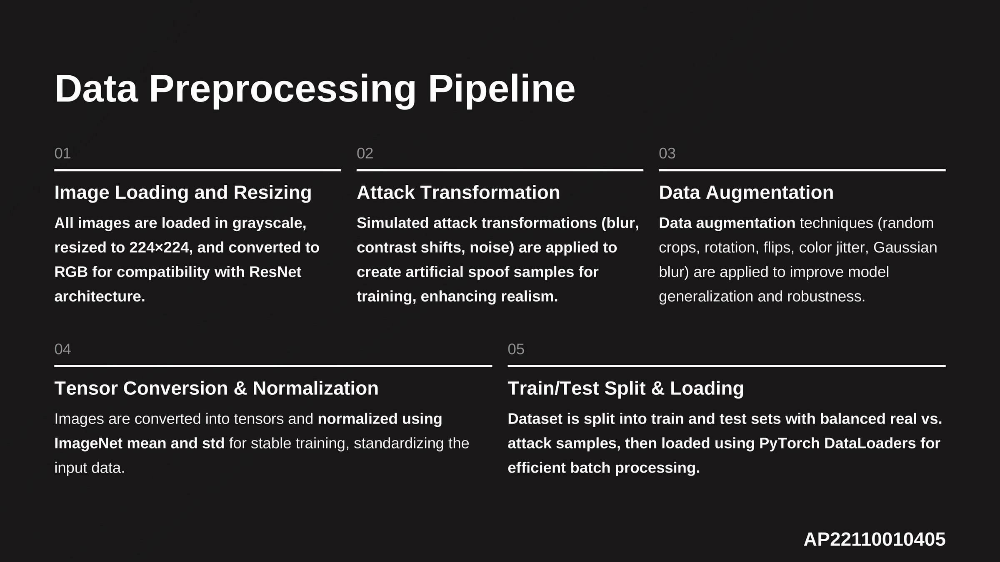 Data Preprocessing Pipeline
01
Image Loading and Resizing
All images are loaded in grayscale,
resized to 224×224, and converted to
RGB for compatibility with ResNet
architecture.
02
Attack Transformation
Simulated attack transformations (blur,
contrast shifts, noise) are applied to
create artificial spoof samples for
training, enhancing realism.
03
Data Augmentation
Data augmentation techniques (random
crops, rotation, flips, color jitter, Gaussian
blur) are applied to improve model
generalization and robustness.
04
Tensor Conversion & Normalization
Images are converted into tensors and normalized using
ImageNet mean and std for stable training, standardizing the
input data.
05
Train/Test Split & Loading
Dataset is split into train and test sets with balanced real vs.
attack samples, then loaded using PyTorch DataLoaders for
efficient batch processing.
AP22110010405